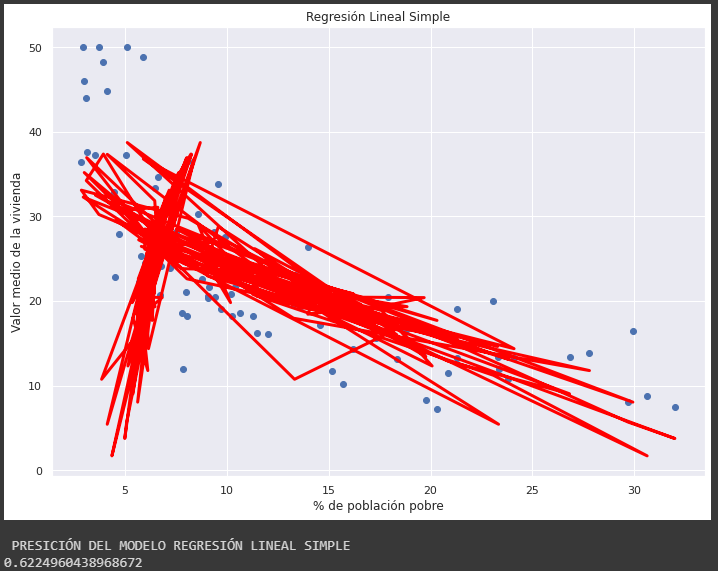 Regresión Lineal Simple
50
40
30
20
10
0
Valor medio de la vivienda
5 10 15 20 25 30
% de población pobre
PRESICIÓN DEL MODELO REGRESIÓN LINEAL SIMPLE
0.6224960438968672